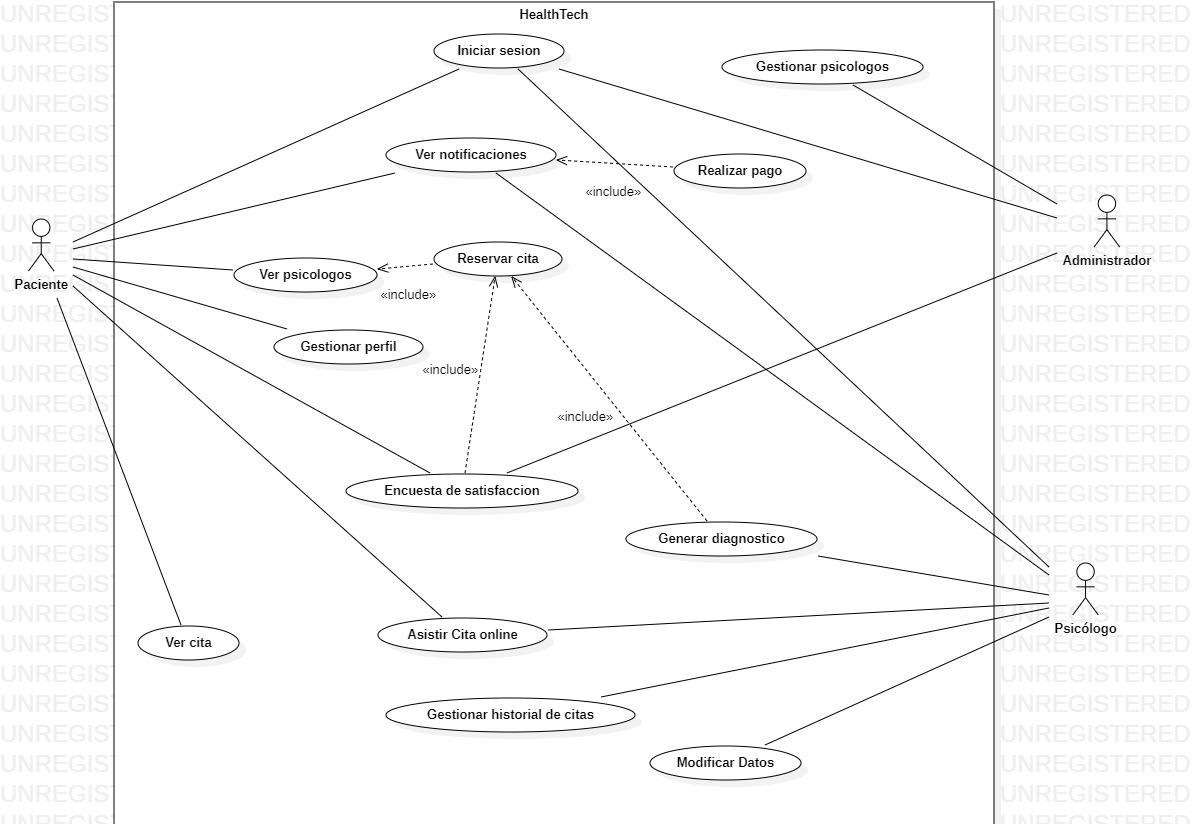 HealthTech
Iniciar sesion
Gestionar psicologos
Ver notificaciones
Realizar pago
«include»
Reservar cita
Ver psicologos
«include»
Paciente
Administrador
Gestionar perfil
«include»
«include»
Encuesta de satisfaccion
Generar diagnostico
Psicólogo
Asistir Cita online
Ver cita
Gestionar historial de citas
Modificar Datos
UNREGISTERED